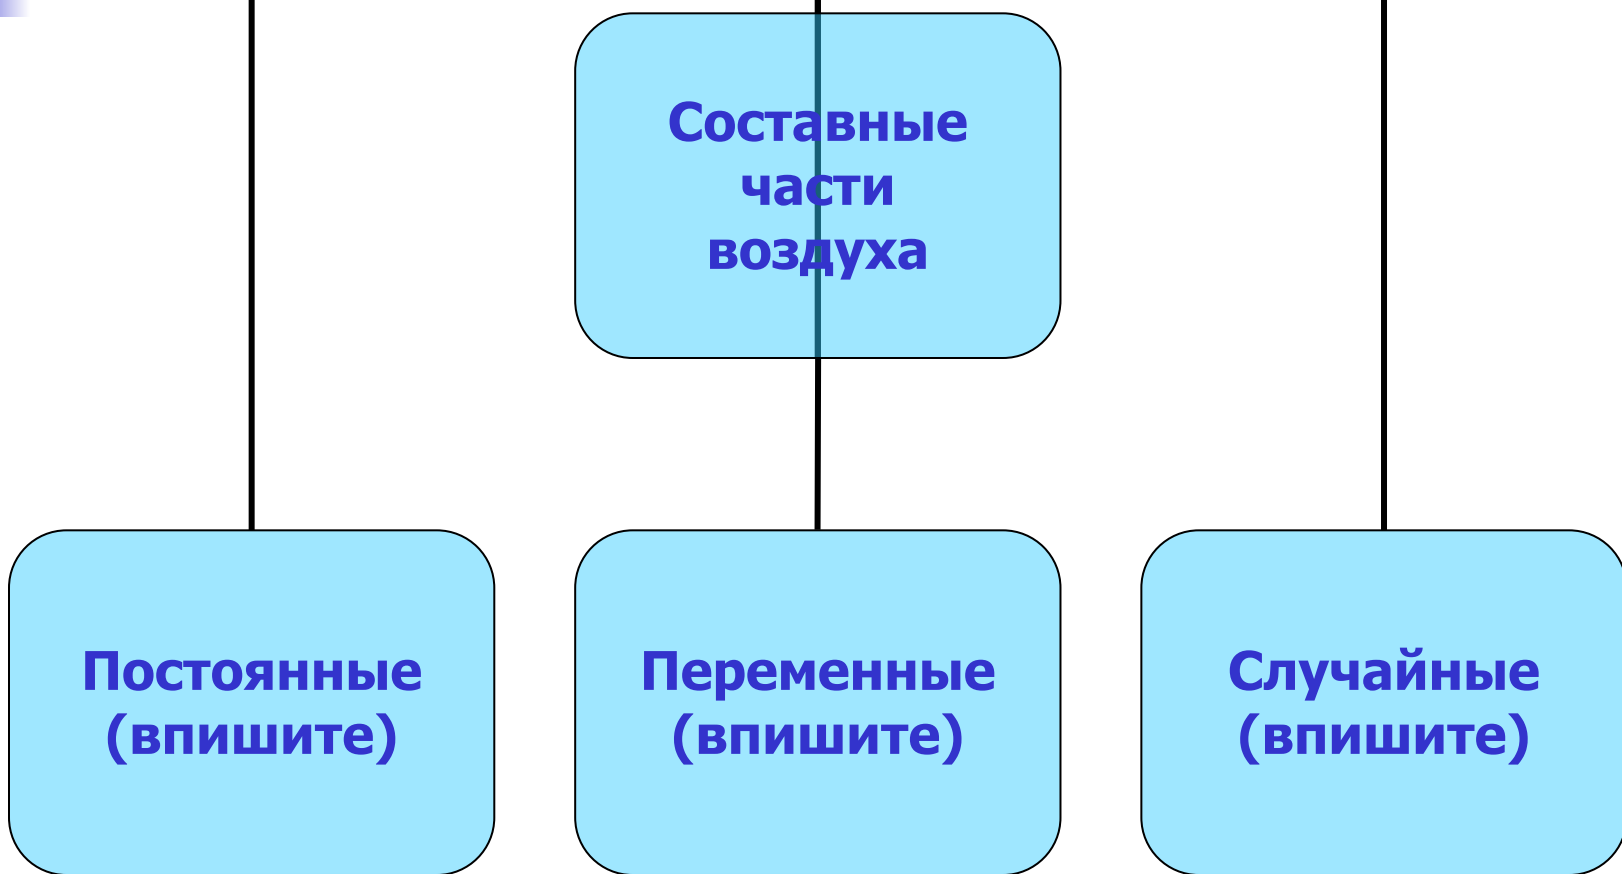 Составные
части
воздуха
Постоянные
(впишите)
Переменные
(впишите)
Случайные
(впишите)